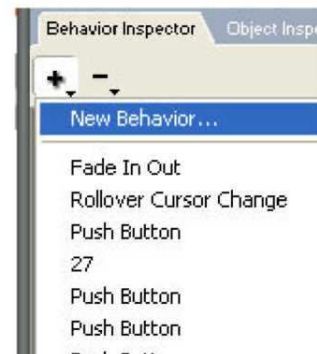 Behavior Inspector Object Inspe
+ -
New Behavior...
Fade In Out
Rollover Cursor Change
Push Button
27
Push Button
Push Button